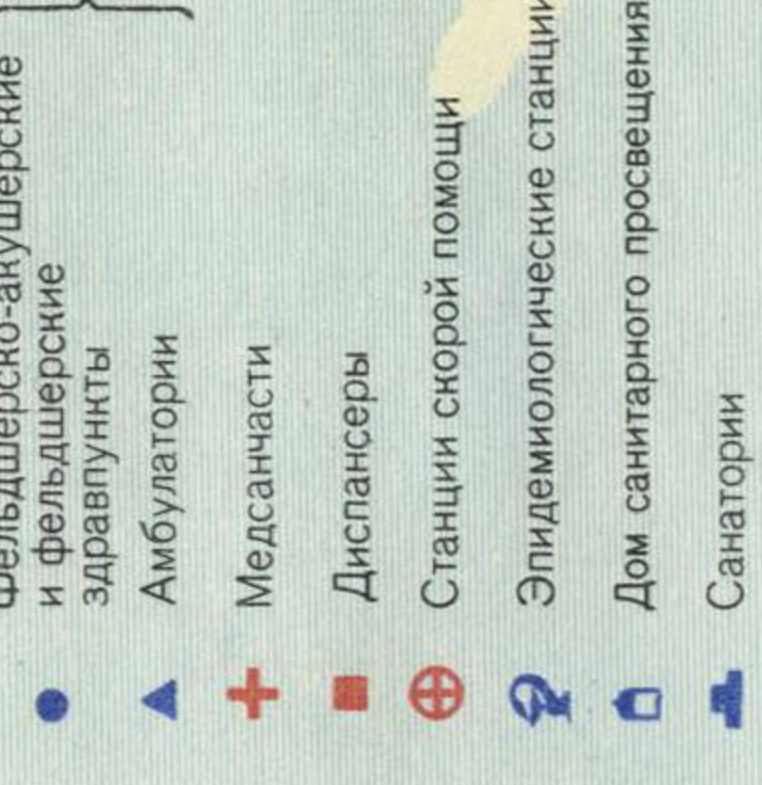 Фельдшерско-акушерские
и фельдшерские
здравпункты
Амбулатории
Медсанчасти
Диспансеры
Станции скорой помощи
Эпидемиологические станции
Дом санитарного просвещения
Санатории